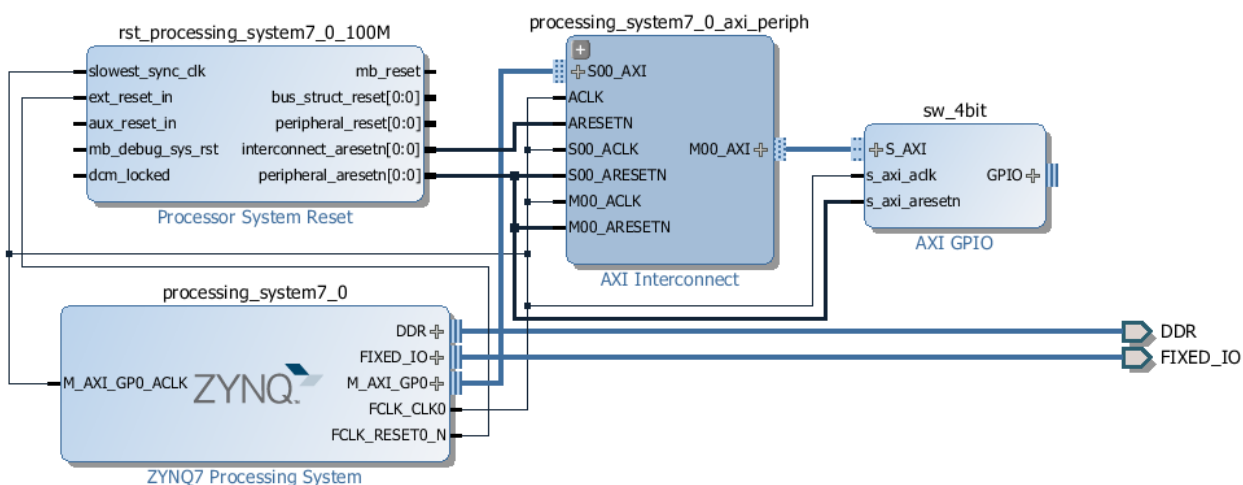 rst_processing_system7_0_100M
slowest_sync_clk
mb_reset
ext_reset_in
bus_struct_reset[0:0]
aux_reset_in
peripheral_reset[0:0]
mb_debug_sys_rst
interconnect_aresetn[0:0]
dcm_locked
peripheral_aresetn[0:0]
Processor System Reset
processing_system7_0_axi_periph
S00_AXI
ACLK
ARESETN
S00_ACLK
M00_AXI
S00_ARESETN
M00_ACLK
M00_ARESETN
AXI Interconnect
sw_4bit
S_AXI
s_axi_aclk
GPIO
s_axi_aresetn
AXI GPIO
processing_system7_0
DDR
FIXED_IO
M_AXI_GP0_ACLK
ZYNQ
M_AXI_GP0
FCLK_CLK0
FCLK_RESET0_N
ZYNQ7 Processing System
DDR
FIXED_IO